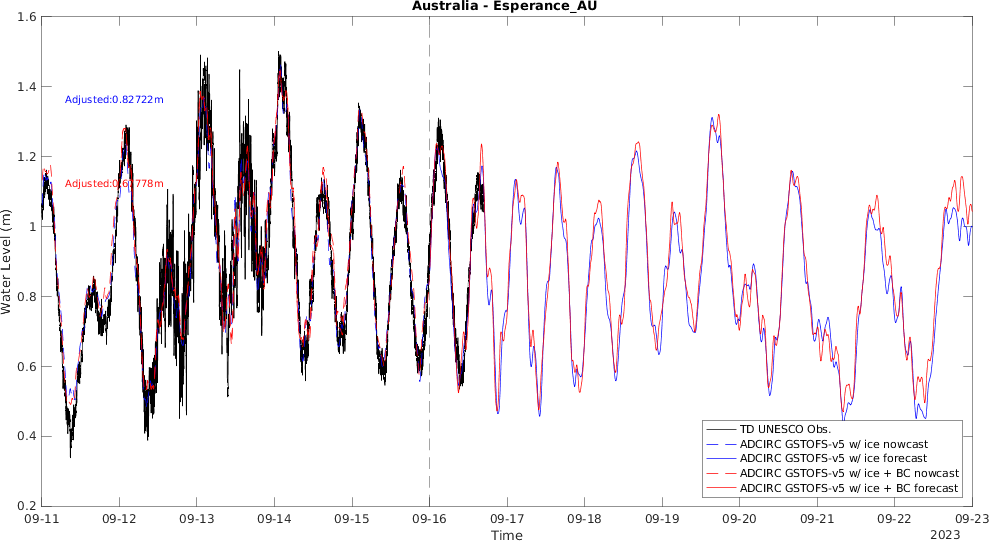 Australia - Esperance_AU
1.6
1.4
1.2
1
0.8
0.6
0.4
0.2
Water Level (m)
Adjusted:0.82722m
Adjusted:0.67778m
TD UNESCO Obs.
ADCIRC GSTOFS-v5 w/ ice nowcast
ADCIRC GSTOFS-v5 w/ ice forecast
ADCIRC GSTOFS-v5 w/ ice + BC nowcast
ADCIRC GSTOFS-v5 w/ ice + BC forecast
09-11 09-12 09-13 09-14 09-15 09-16 09-17 09-18 09-19 09-20 09-21 09-22 09-23
Time
2023